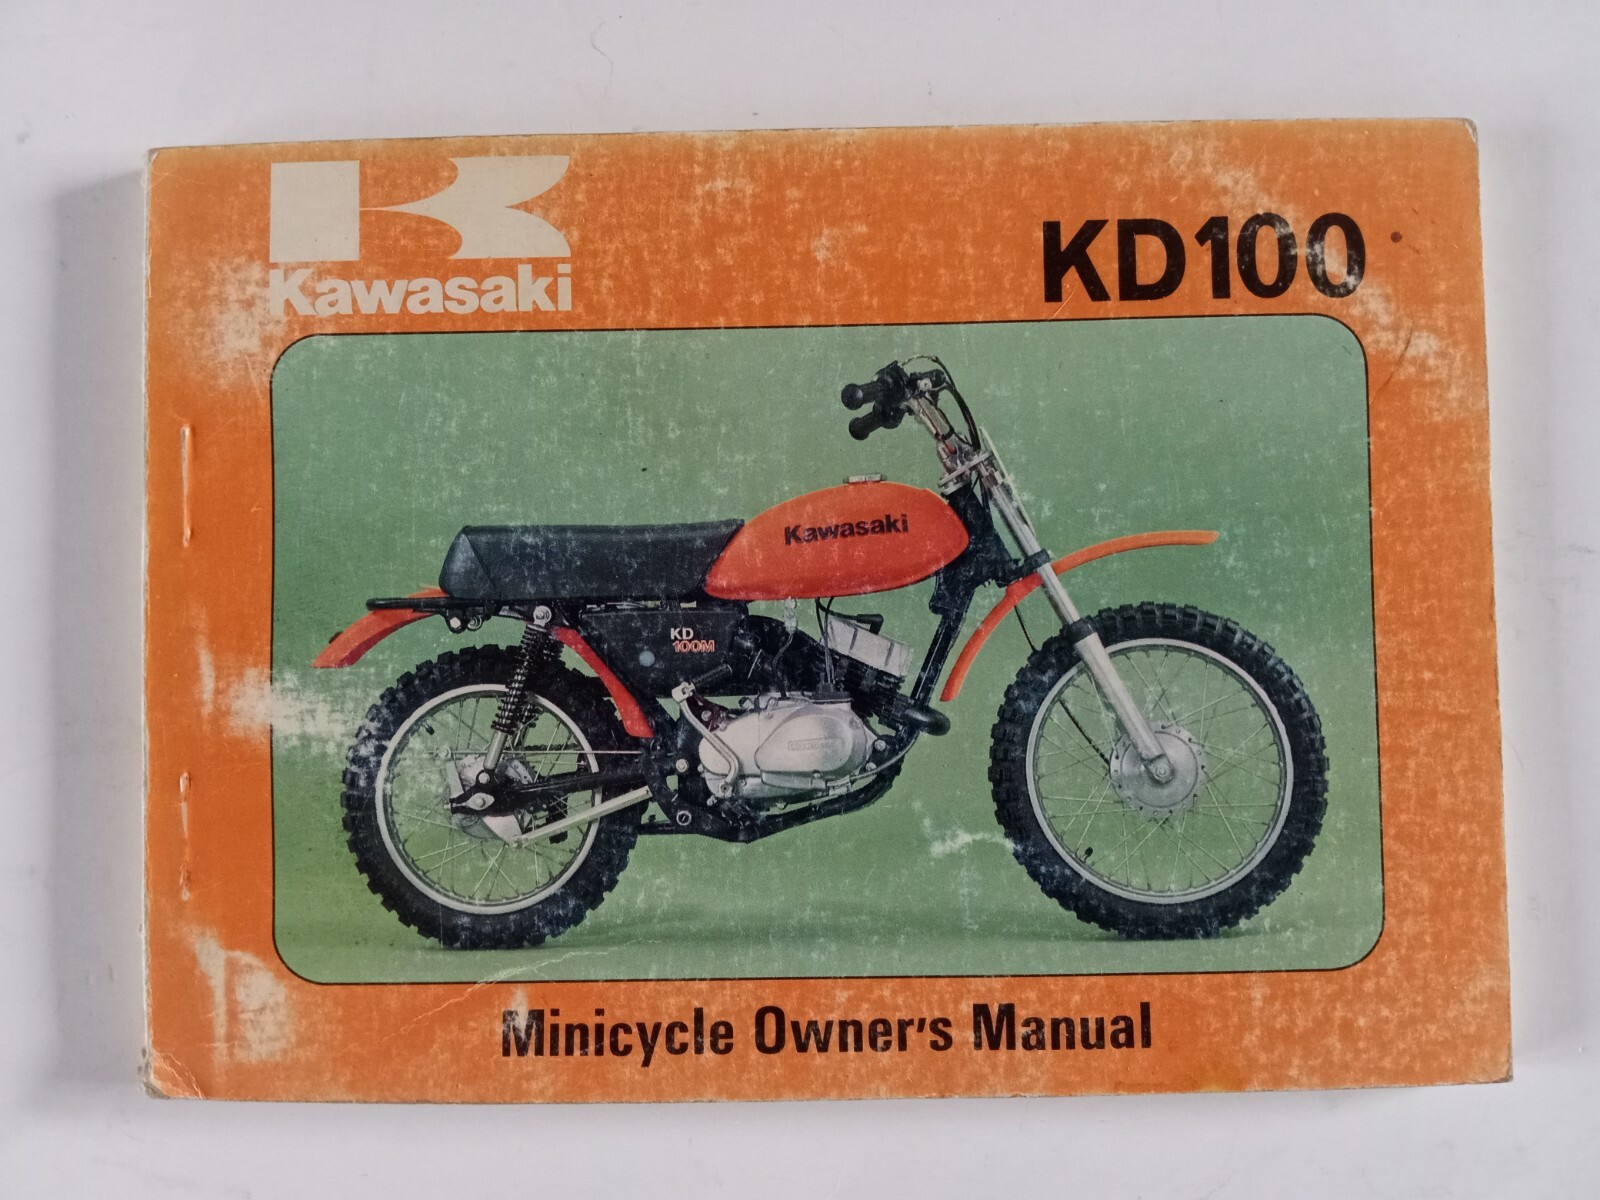 Kawasaki
KD100
Kawasaki
KD
100M
Minicycle Owner's Manual